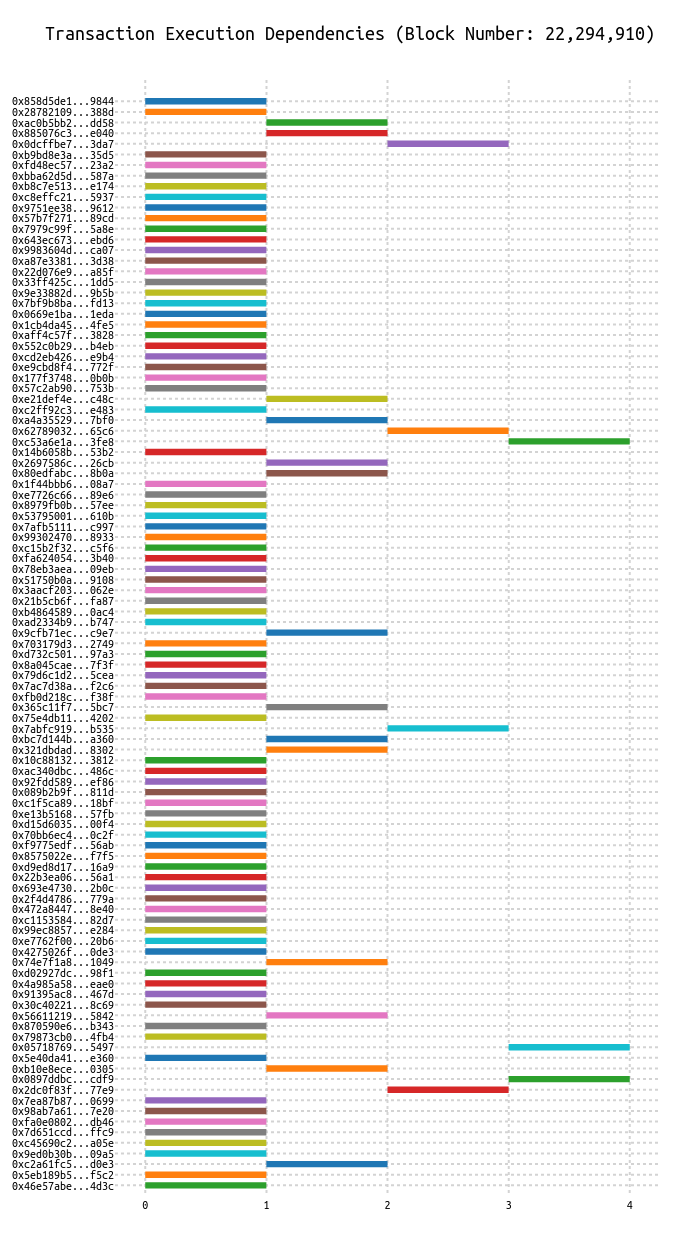 Transaction Execution Dependencies (Block Number: 22,294,910)
0x858d5de1...9844
0x28782109...388d
0xac0b5bb2...dd58
0x885076c3...e040
0x0dcffbe7...3da7
0xb9bd8e3a...35d5
0xfd48ec57...23a2
0xbba62d5d...587a
0xb8c7e513...e174
0xc8effc21...5937
0x9751ee38...9612
0x57b7f271...89cd
0x7979c99f...5a8e
0x643ec673...ebd6
0x9983604d...ca07
0xa87e3381...3d38
0x22d076e9...a85f
0x33ff425c...1dd5
0x9e33882d...9b5b
0x7bf9b8ba...fd13
0x0669e1ba...1eda
0x1cb4da45...4fe5
0xaff4c57f...3828
0x552c0b29...b4eb
0xcd2eb426...e9b4
0xe9cbd8f4...772f
0x177f3748...0b0b
0x57c2ab90...753b
0xe21def4e...c48c
0xc2ff92c3...e483
0xa4a35529...7bf0
0x62789032...65c6
0xc53a6e1a...3fe8
0x14b6058b...53b2
0x2697586c...26cb
0x80edfabc...8b0a
0x1f44bbb6...08a7
0xe7726c66...89e6
0x8979fb0b...57ee
0x53795001...610b
0x7afb5111...c997
0x99302470...8933
0xc15b2f32...c5f6
0xfa624054...3b40
0x78eb3aea...09eb
0x51750b0a...9108
0x3aacf203...062e
0x21b5cb6f...fa87
0xb4864589...0ac4
0xad2334b9...b747
0x9cfb71ec...c9e7
0x703179d3...2749
0xd732c501...97a3
0x8a045cae...7f3f
0x79d6c1d2...5cea
0x7ac7d38a...f2c6
0xfb0d218c...f38f
0x365c11f7...5bc7
0x75e4db11...4202
0x7abfc919...b535
0xbc7d144b...a360
0x321dbdad...8302
0x10c88132...3812
0xac340dbc...486c
0x92fdd589...ef86
0x089b2b9f...811d
0xc1f5ca89...18bf
0xe13b5168...57fb
0xd15d6035...00f4
0x70bb6ec4...0c2f
0xf9775edf...56ab
0x8575022e...f7f5
0xd9ed8d17...16a9
0x22b3ea06...56a1
0x693e4730...2b0c
0x2f4d4786...779a
0x472a8447...8e40
0xc1153584...82d7
0x99ec8857...e284
0xe7762f00...20b6
0x4275026f...0de3
0x74e7f1a8...1049
0xd02927dc...98f1
0x4a985a58...eae0
0x91395ac8...467d
0x30c40221...8c69
0x56611219...5842
0x870590e6...b343
0x79873cb0...4fb4
0x05718769...5497
0x5e40da41...e360
0xb10e8ece...0305
0x0897ddbc...cdf9
0x2dc0f83f...77e9
0x7ea87b87...0699
0x98ab7a61...7e20
0xfa0e0802...db46
0x7d651ccd...ffc9
0xc45690c2...a05e
0x9ed0b30b...09a5
0xc2a61fc5...d0e3
0x5eb189b5...f5c2
0x46e57abe...4d3c
0 1 2 3 4